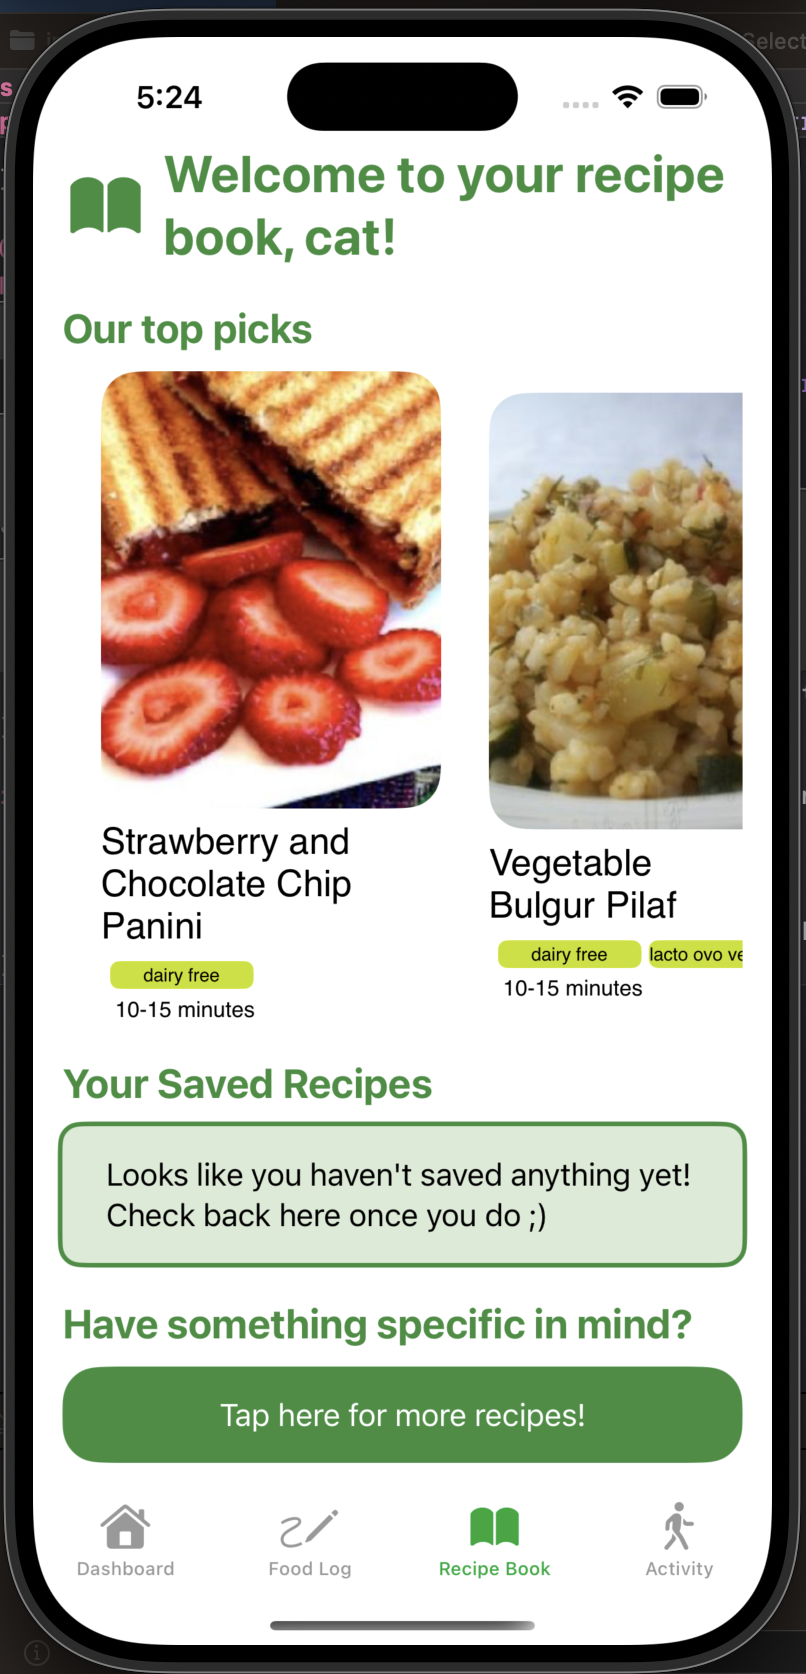 5:24
Welcome to your recipe
book, cat!
Our top picks
Strawberry and
Chocolate Chip
Panini
dairy free
10-15 minutes
Vegetable
Bulgur Pilaf
dairy free lacto ovo ve
10-15 minutes
Your Saved Recipes
Looks like you haven't saved anything yet!
Check back here once you do ;)
Have something specific in mind?
Tap here for more recipes!
Dashboard Food Log Recipe Book Activity